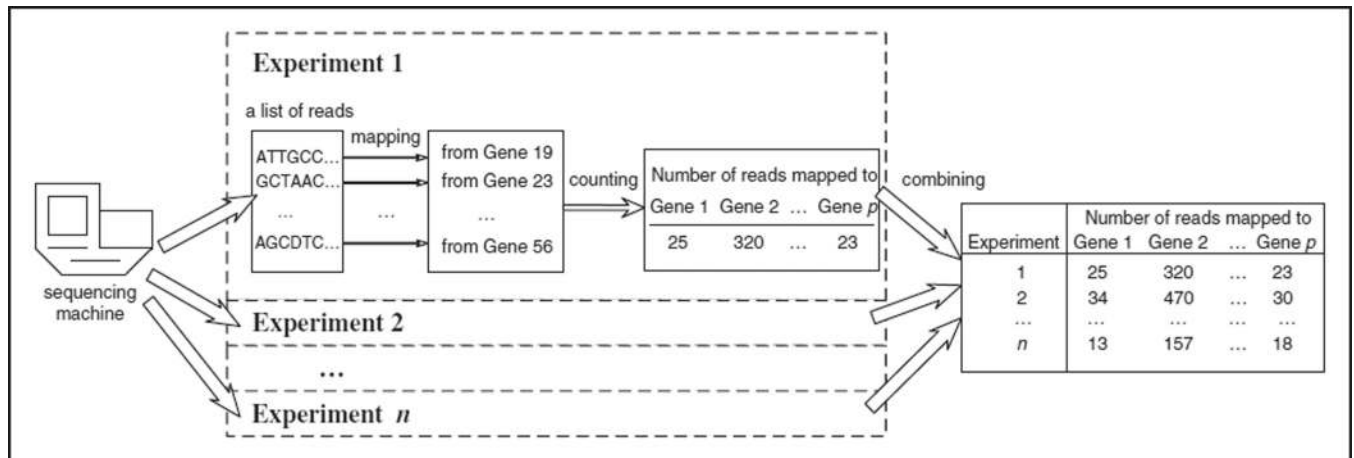 Experiment 1
a list of reads
mapping
ATTGCC...
GCTAAC...
...
AGCDTC...
...
from Gene 19
from Gene 23
...
from Gene 56
counting
Number of reads mapped to
Gene 1 Gene 2 ... Gene p
25 320 ... 23
combining
sequencing
machine
Experiment 2
...
Experiment n
Number of reads mapped to
Experiment Gene 1 Gene 2 ... Gene p
1 25 320 ... 23
2 34 470 ... 30
... ... ... ... ...
n 13 157 ... 18